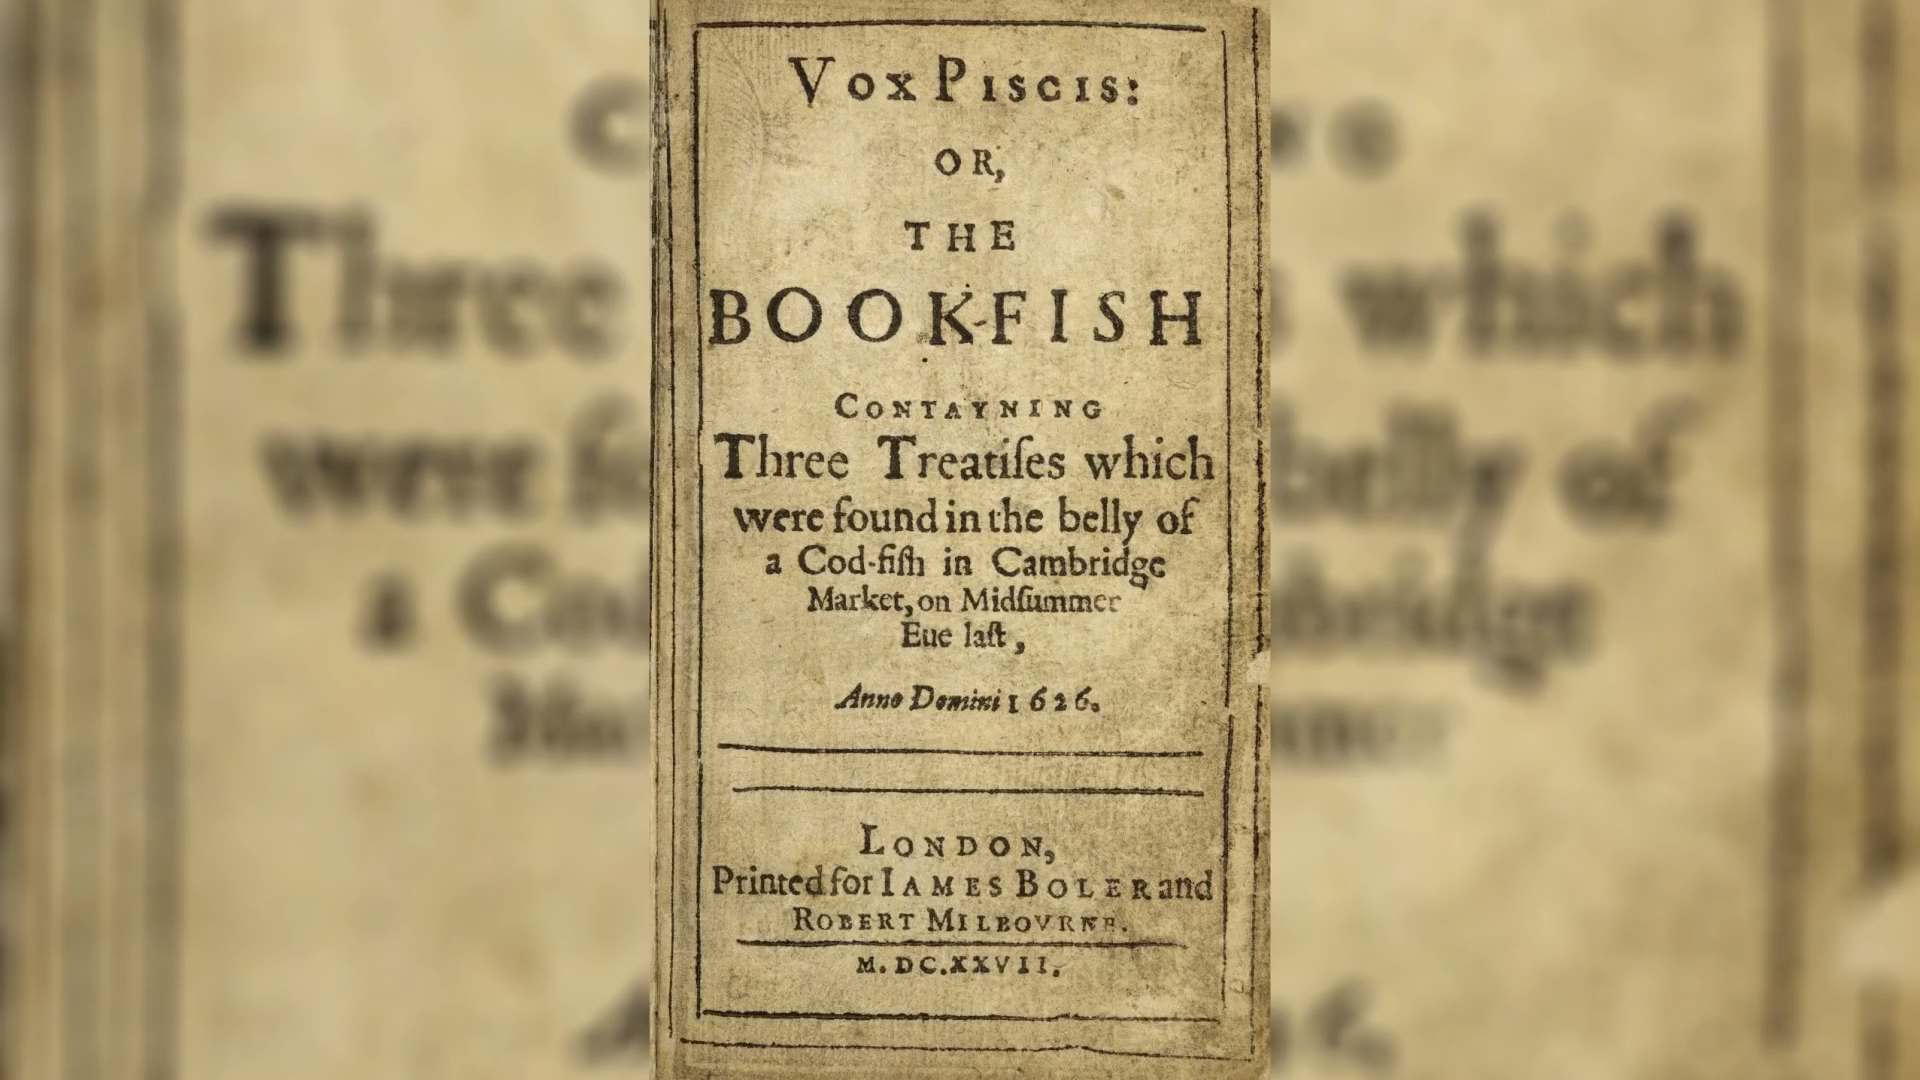 VOX PISCIS:
OR,
THE
BOOK-FISH
CONTAYNING
Three Treatiſes which
were found in the belly of
a Cod-fiſh in Cambridge
Market, on Midſummer
Eue laſt,
Anno Domini 1626.
LONDON,
Printed for IAMES BOLER and
ROBERT MILBOVRNE.
M. DC. XXVII.